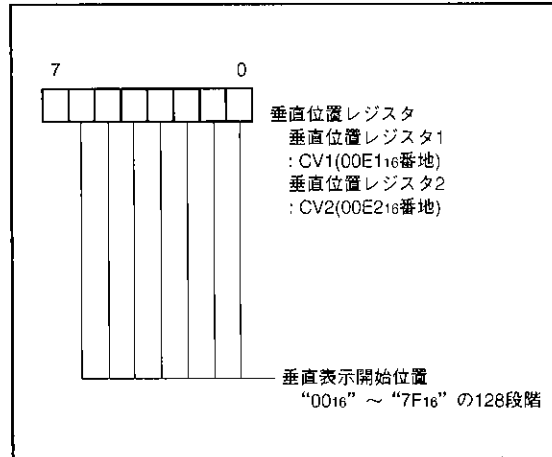 7 0
垂直位置レジスタ
垂直位置レジスタ1
: CV1(00E116番地)
垂直位置レジスタ2
: CV2(00E216番地)
垂直表示開始位置
“0016” ~ “7F16” の128段階